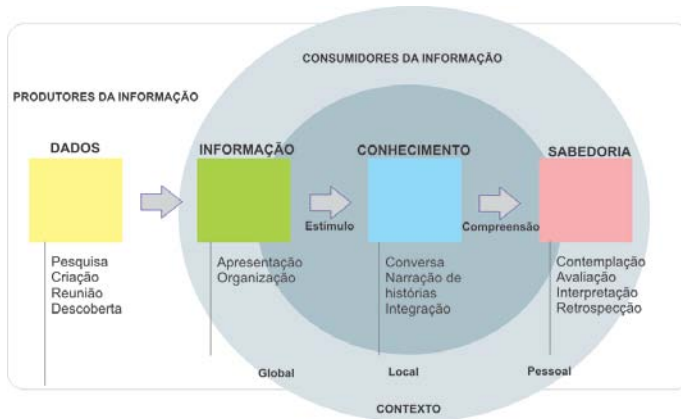 CONSUMIDORES DA INFORMAÇÃO
PRODUTORES DA INFORMAÇÃO
DADOS
INFORMAÇÃO
CONHECIMENTO
SABEDORIA
Estímulo
Compreensão
Pesquisa
Criação
Reunião
Descoberta
Apresentação
Organização
Conversa
Narração de
histórias
Integração
Contemplação
Avaliação
Interpretação
Retrospecção
Global
Local
Pessoal
CONTEXTO